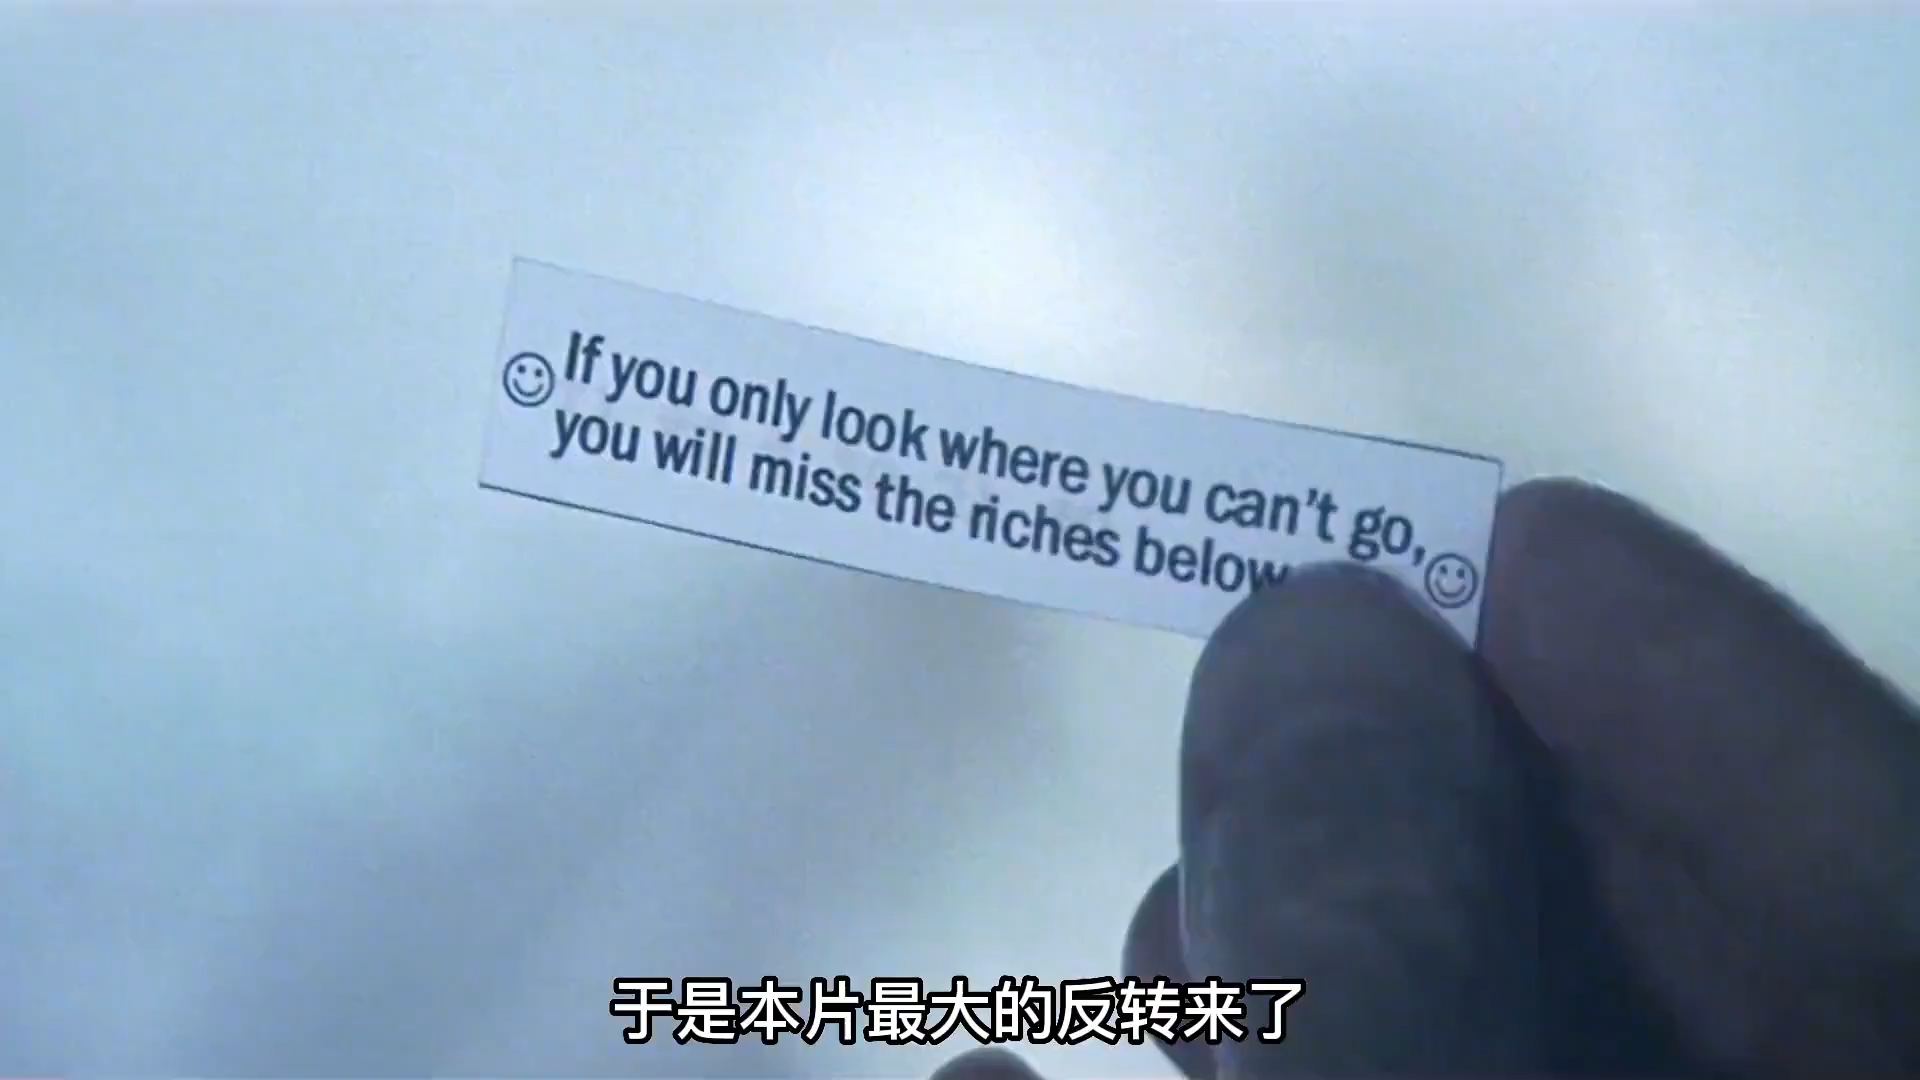 If you only look where you can't go,
you will miss the riches below
于是本片最大的反转来了